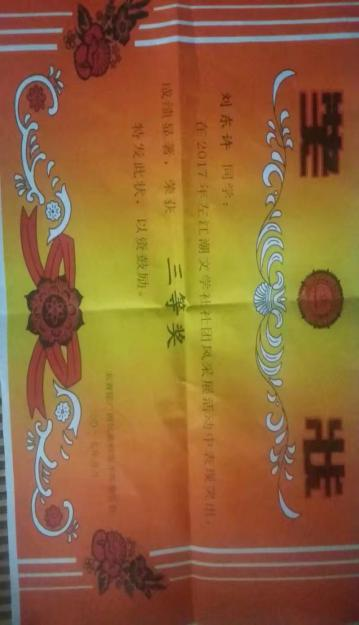 奖状
刘东许 同学：
在2017年左江潮文学社社团风采展活动中表现突出，
成绩显著，荣获 三等奖
特发此状，以资鼓励。